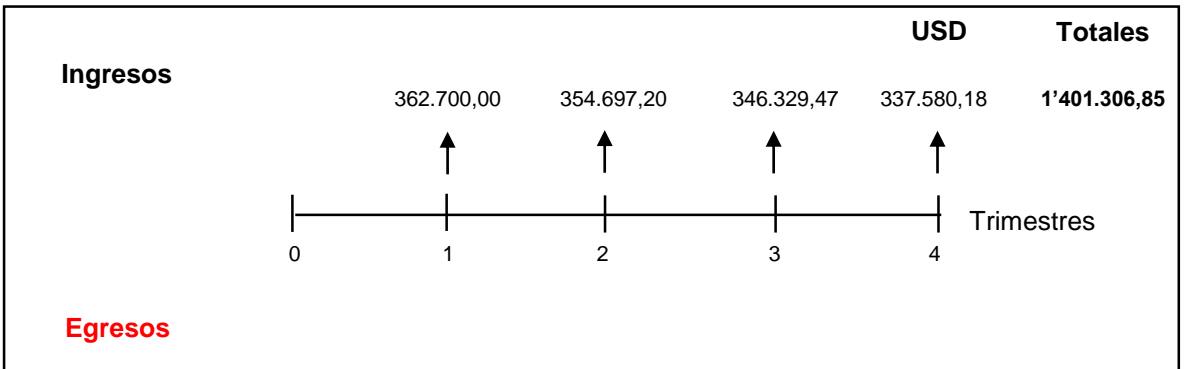 USD Totales
Ingresos
362.700,00 354.697,20 346.329,47 337.580,18 1’401.306,85
Trimestres
0 1 2 3 4
Egresos